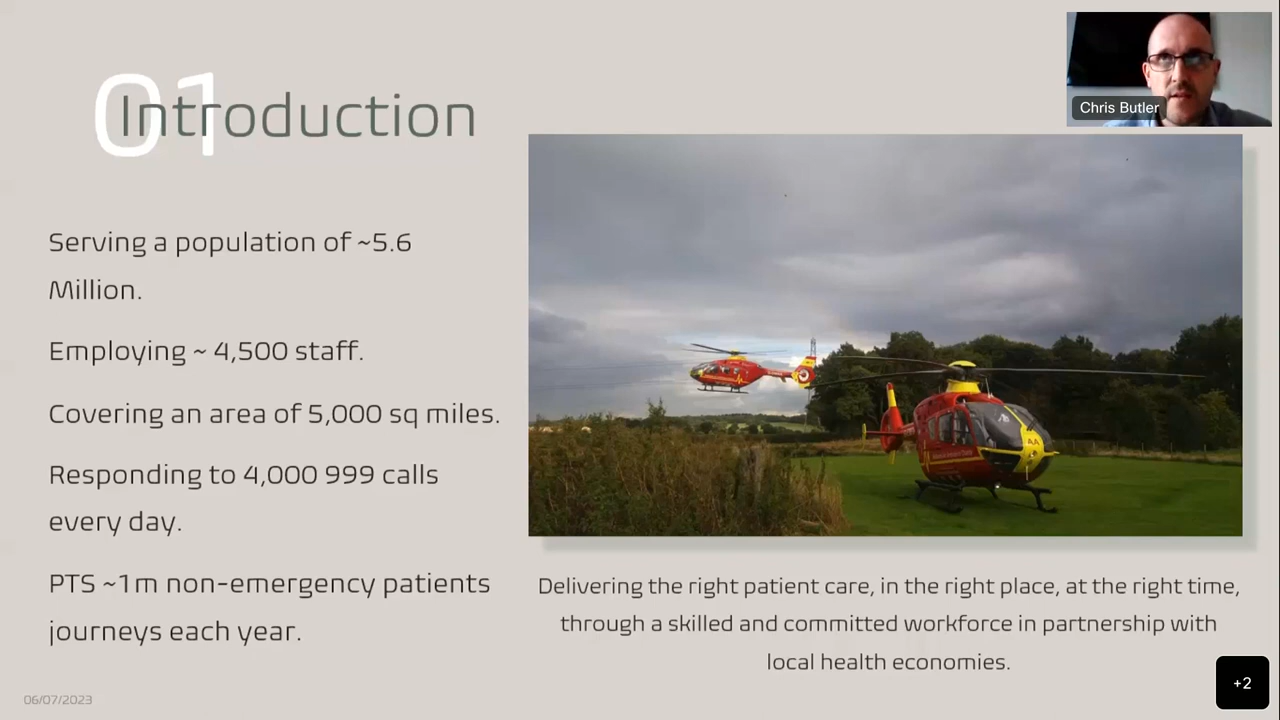 Chris Butler
01
Introduction
Serving a population of ~5.6
Million.
Employing ~ 4,500 staff.
Covering an area of 5,000 sq miles.
Responding to 4,000 999 calls
every day.
PTS ~1m non-emergency patients
journeys each year.
Delivering the right patient care, in the right place, at the right time,
through a skilled and committed workforce in partnership with
local health economies.
06/07/2023
+2